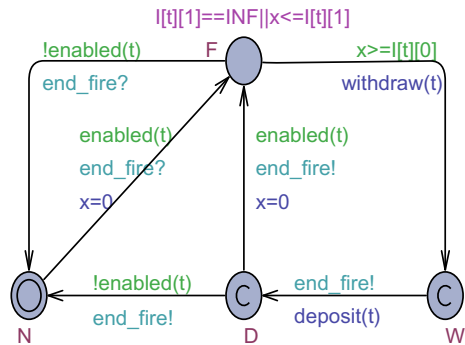 I[t][1]==INF||x<=I[t][1]
!enabled(t)
end_fire?
F
x>=I[t][0]
withdraw(t)
enabled(t)
end_fire?
x=0
enabled(t)
end_fire!
x=0
!enabled(t)
end_fire!
end_fire!
deposit(t)
C
C
N
D
W